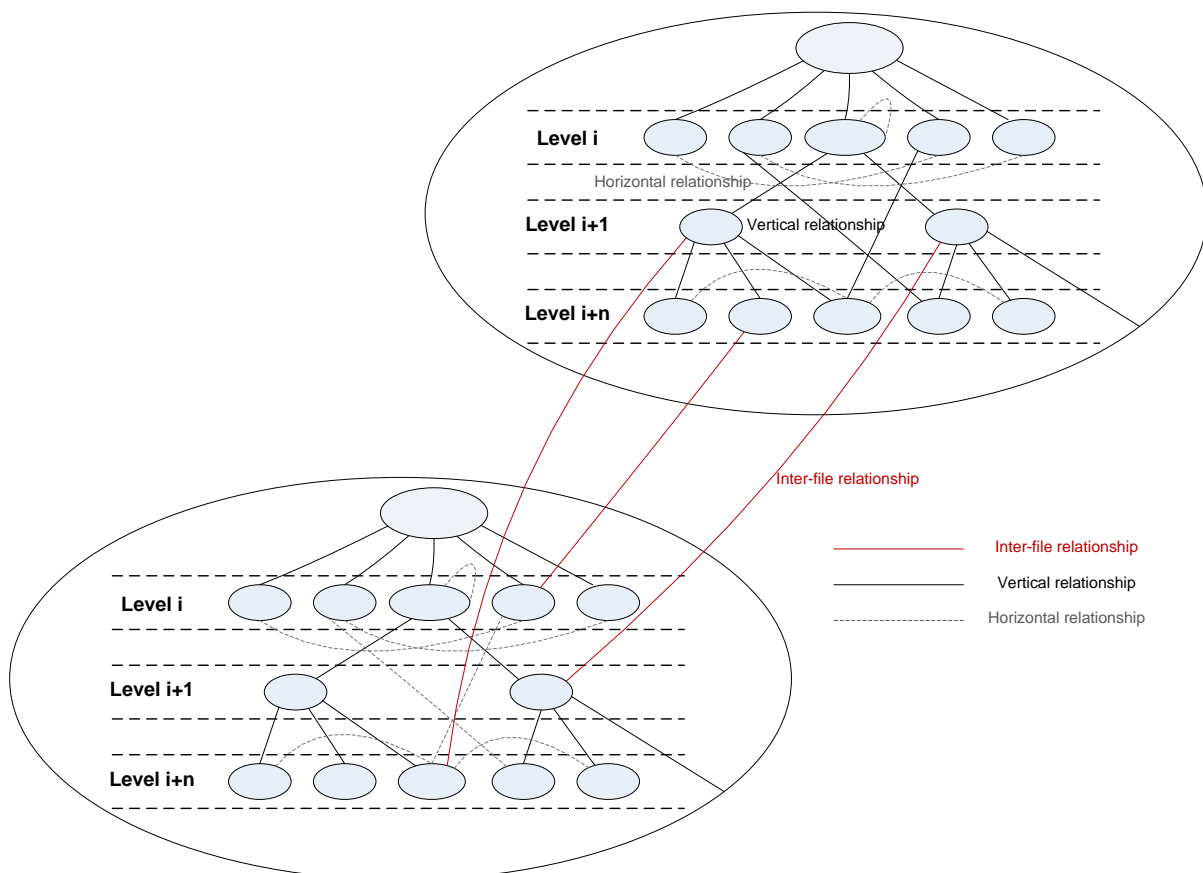 Level i
Horizontal relationship
Level i+1
Vertical relationship
Level i+n
Inter-file relationship
Inter-file relationship
Vertical relationship
Horizontal relationship
Level i
Level i+1
Level i+n